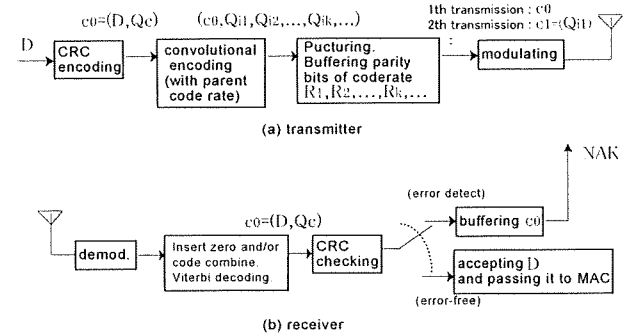 1th transmission : c0
2th transmission : c1=(Qi1)
c0=(D,Qc)
(c0,Qi1,Qi2,...,Qik,...)
:
D
CRC
encoding
convolutional
encoding
(with parent
code rate)
Pucturing.
Buffering parity
bits of coderate
R1,R2,...,Rk,...
modulating
(a) transmitter
NAK
c0=(D,Qc)
(error detect)
demod.
Insert zero and/or
code combine.
Viterbi decoding.
CRC
checking
buffering c0
accepting D
and passing it to MAC
(error-free)
(b) receiver